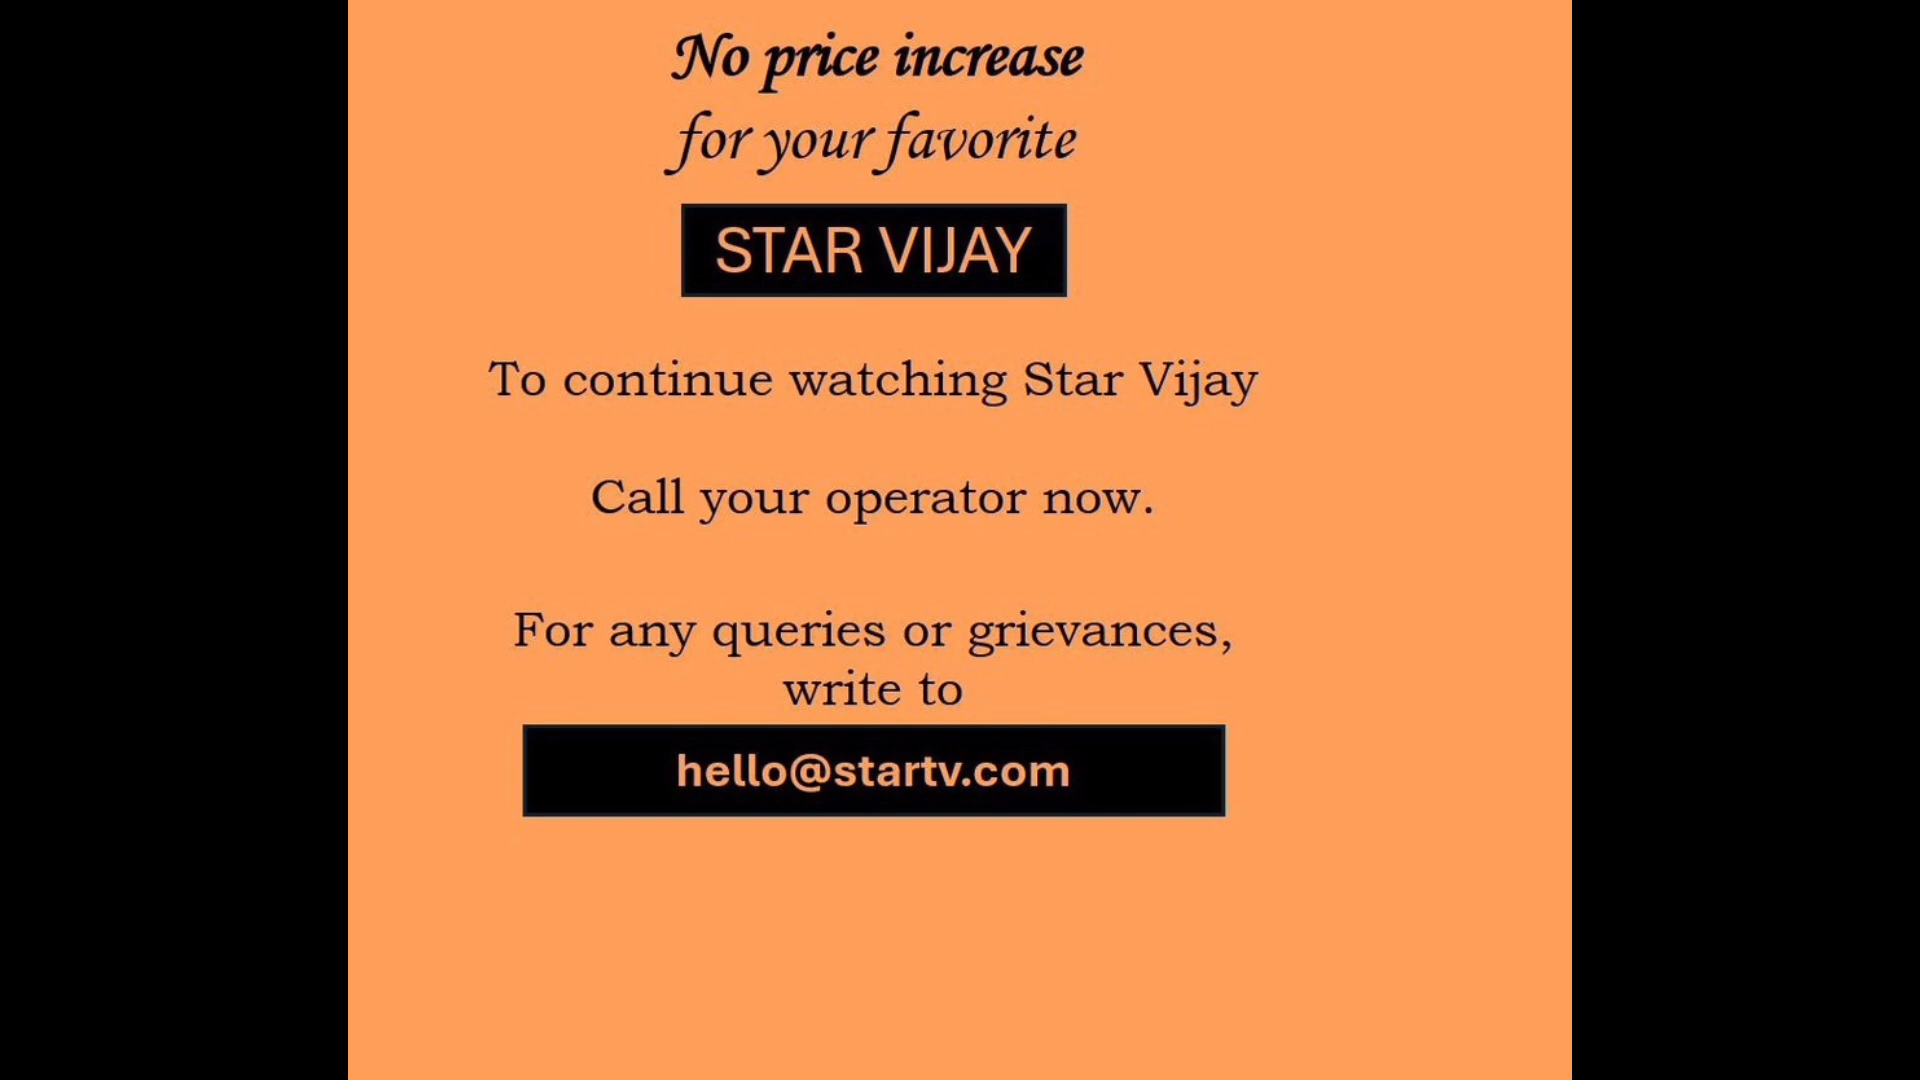 No price increase
for your favorite
STAR VIJAY
To continue watching Star Vijay
Call your operator now.
For any queries or grievances,
write to
hello@startv.com